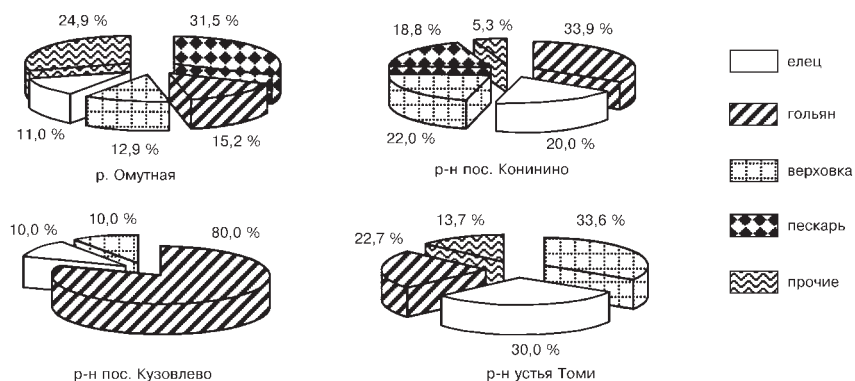 24,9 %
31,5 %
11,0 %
12,9 %
15,2 %
р. Омутная
18,8 %
5,3 %
33,9 %
22,0 %
20,0 %
р-н пос. Конинино
10,0 %
10,0 %
80,0 %
р-н пос. Кузовлево
22,7 %
13,7 %
33,6 %
30,0 %
р-н устья Томи
елец
гольян
верховка
пескарь
прочие